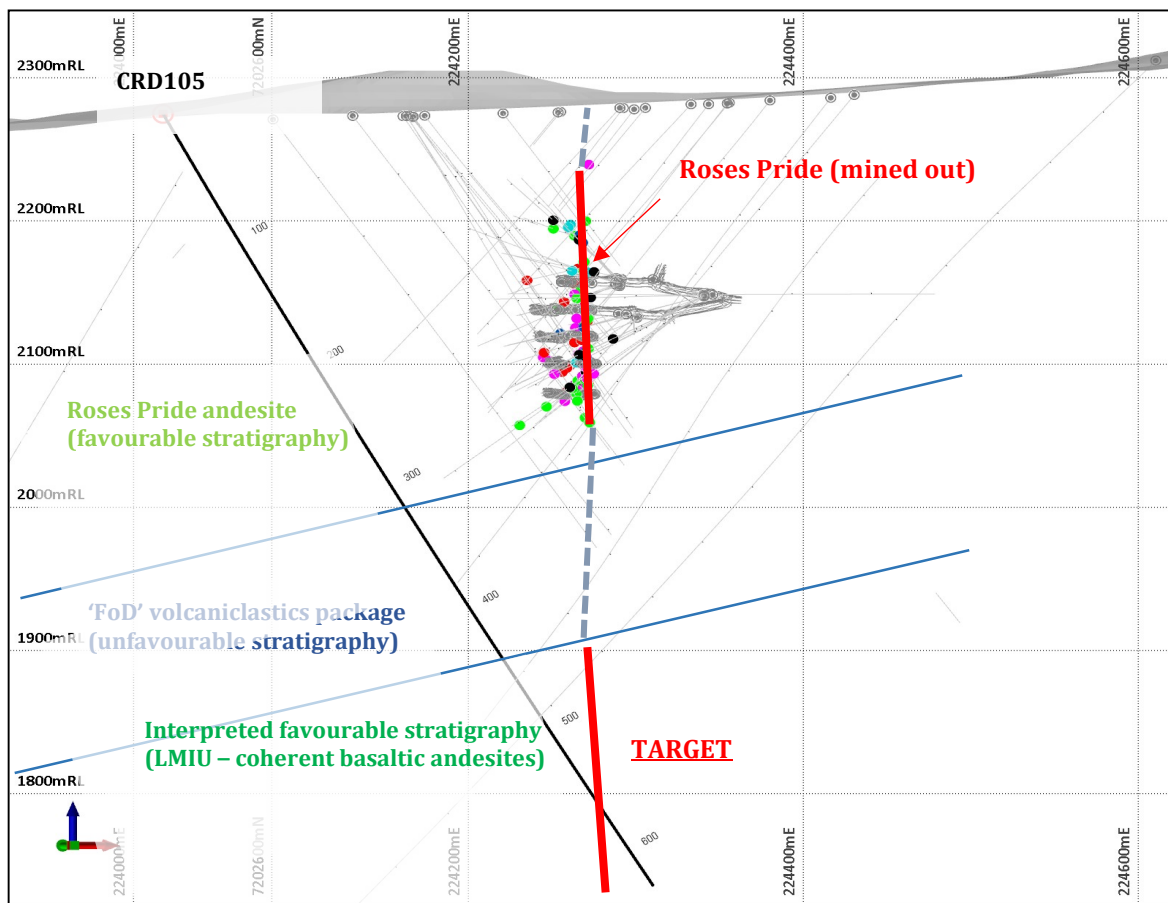 224000mE
7202600mN
224200mE
224400mE
224600mE
2300mRL
CRD105
Roses Pride (mined out)
2200mRL
100
2100mRL
200
Roses Pride andesite
(favourable stratigraphy)
300
2000mRL
400
‘FoD’ volcaniclastics package
1900mRL
(unfavourable stratigraphy)
500
Interpreted favourable stratigraphy
(LMIU – coherent basaltic andesites)
TARGET
1800mRL
600
224000mE
7202600mN
224200mE
224400mE
224600mE